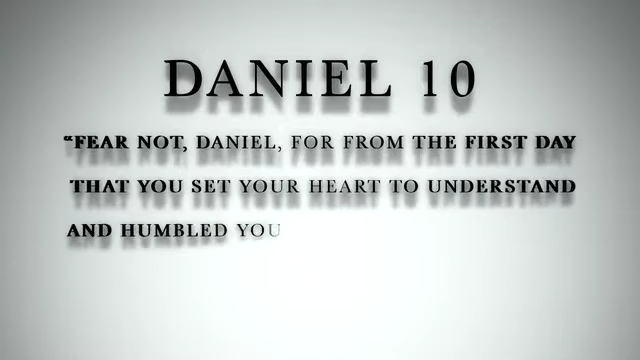 DANIEL 10
“FEAR NOT, DANIEL, FOR FROM THE FIRST DAY
THAT YOU SET YOUR HEART TO UNDERSTAND
AND HUMBLED YOU